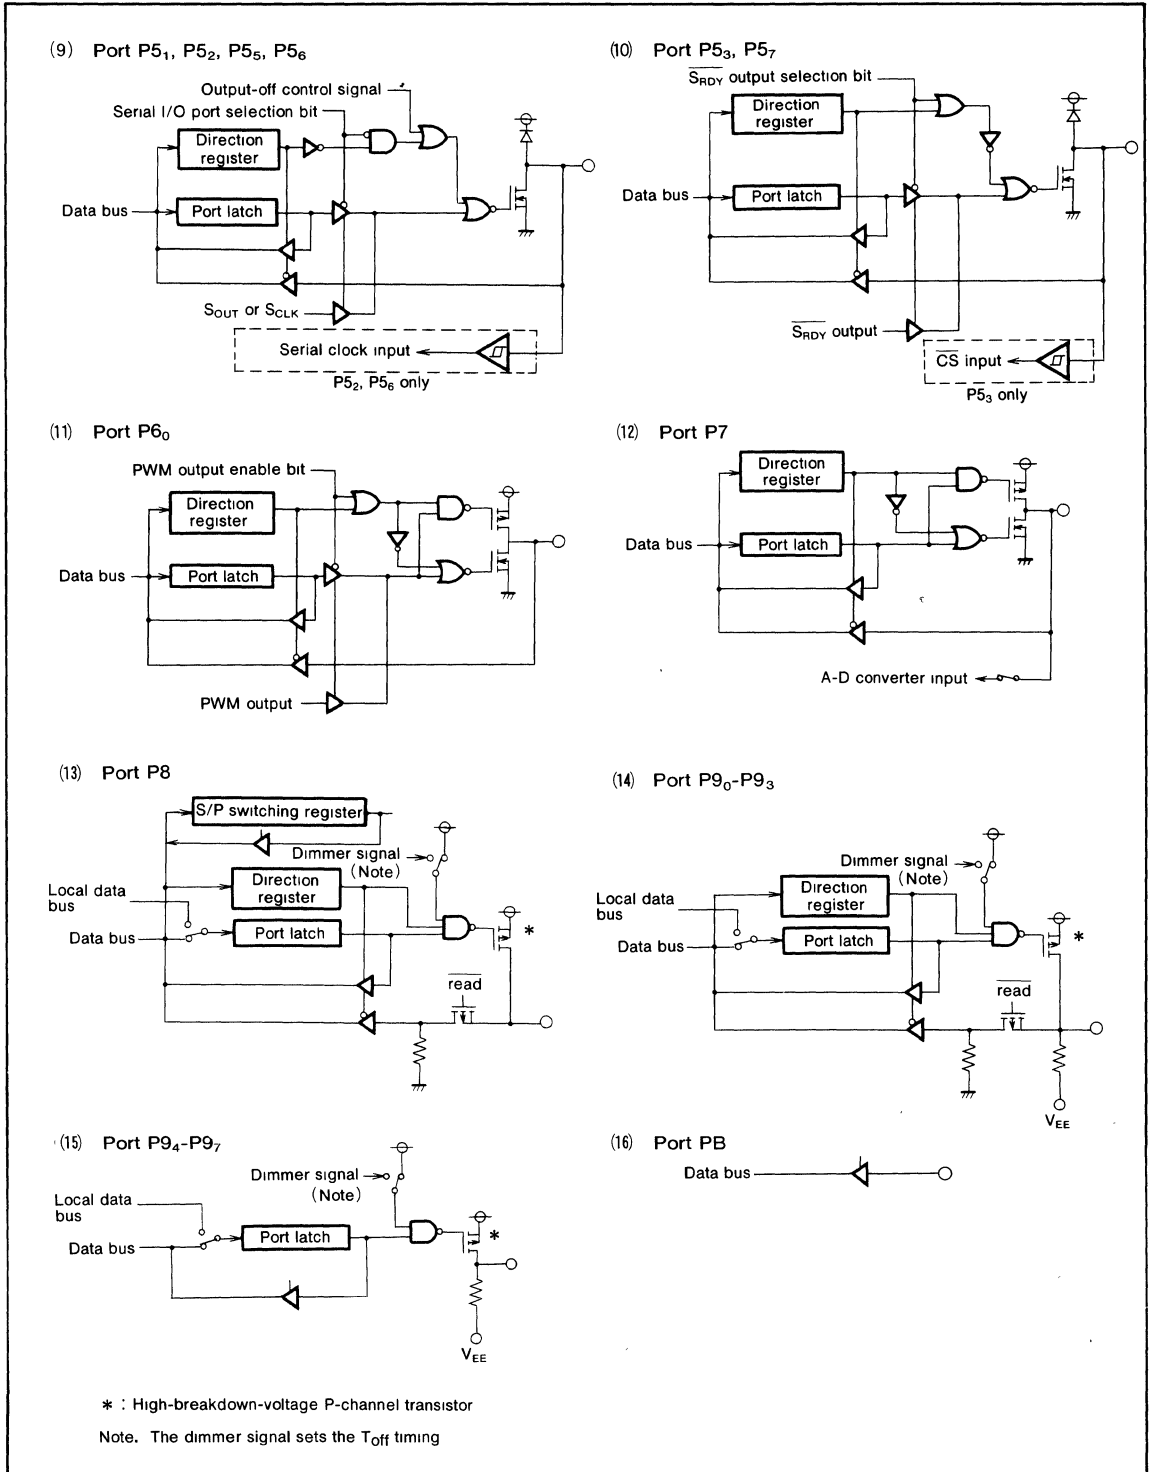 (9) Port P5₁, P5₂, P5₅, P5₆
Output-off control signal
Serial I/O port selection bit
Direction
register
Data bus
Port latch
S_OUT or S_CLK
Serial clock input
P5₂, P5₆ only
(10) Port P5₃, P5₇
S̅_R̅D̅Y̅ output selection bit
Direction
register
Data bus
Port latch
S̅_R̅D̅Y̅ output
C̅S̅ input
P5₃ only
(11) Port P6₀
PWM output enable bit
Direction
register
Data bus
Port latch
PWM output
(12) Port P7
Direction
register
Data bus
Port latch
A-D converter input
(13) Port P8
S/P switching register
Dimmer signal
(Note)
Direction
register
Local data
bus
Port latch
Data bus
*
r̅e̅a̅d̅
(14) Port P9₀-P9₃
Dimmer signal
(Note)
Direction
register
Local data
bus
Port latch
Data bus
*
r̅e̅a̅d̅
V_EE
(15) Port P9₄-P9₇
Dimmer signal
(Note)
Local data
bus
Port latch
Data bus
*
V_EE
(16) Port PB
Data bus
* : High-breakdown-voltage P-channel transistor
Note. The dimmer signal sets the T_off timing